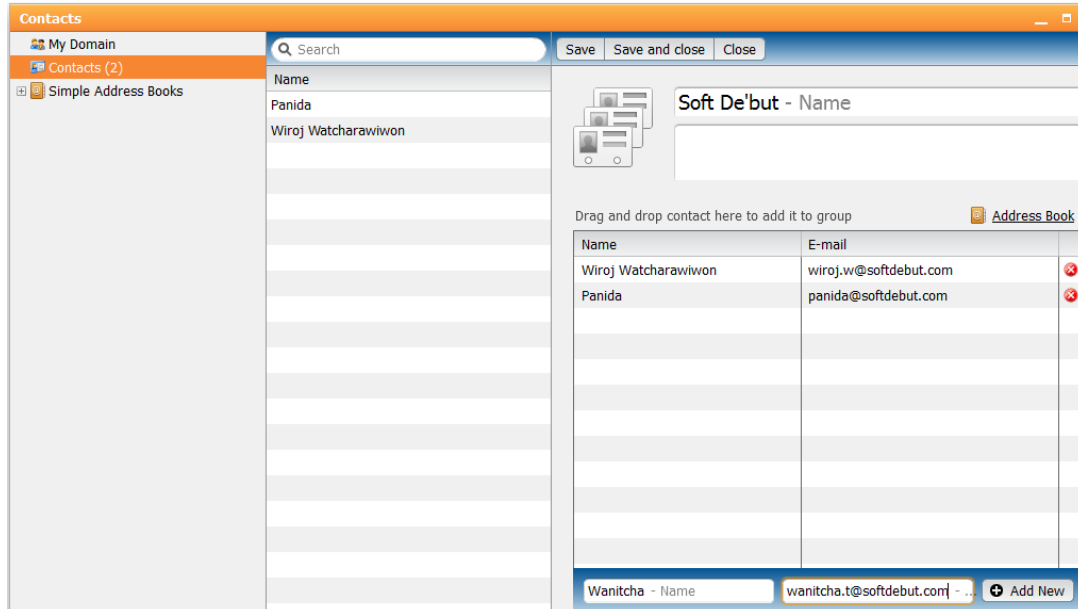 Contacts
My Domain
Contacts (2)
Simple Address Books
Search
Name
Panida
Wiroj Watcharawiwon
Save Save and close Close
Soft De'but - Name
Drag and drop contact here to add it to group Address Book
Name E-mail
Wiroj Watcharawiwon wiroj.w@softdebut.com
Panida panida@softdebut.com
Wanitcha - Name wanitcha.t@softdebut.com - .. Add New